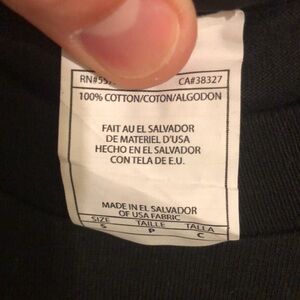 CA#38327
100% COTTON/COTON/ALGODON
FAIT AU EL SALVADOR
DE MATERIEL D'USA
HECHO EN EL SALVADOR
CON TELA DE E.U.
MADE IN EL SALVADOR
OF USA FABRIC
SIZE TAILLE TALLA
S P C